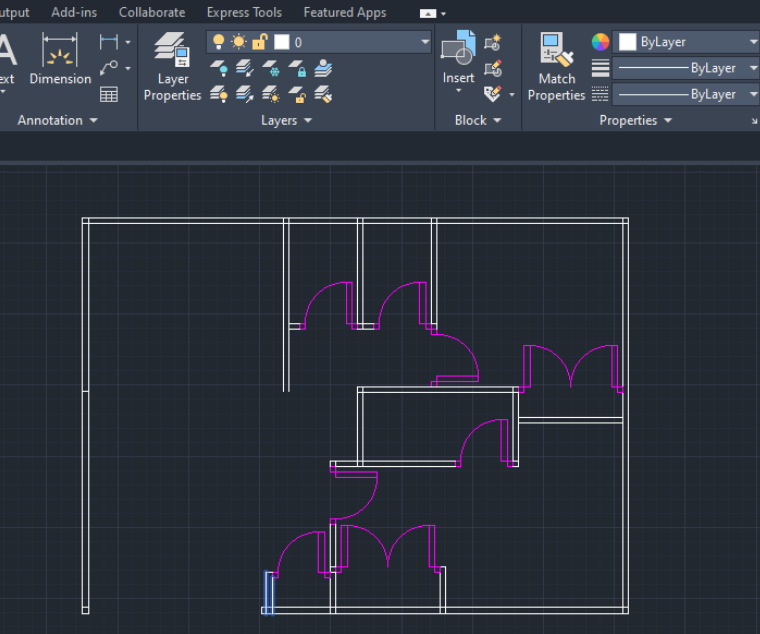 utput Add-ins Collaborate Express Tools Featured Apps
A
ext
Dimension
Annotation
Layer
Properties
0
Layers
Insert
Block
Match
Properties
ByLayer
ByLayer
ByLayer
Properties